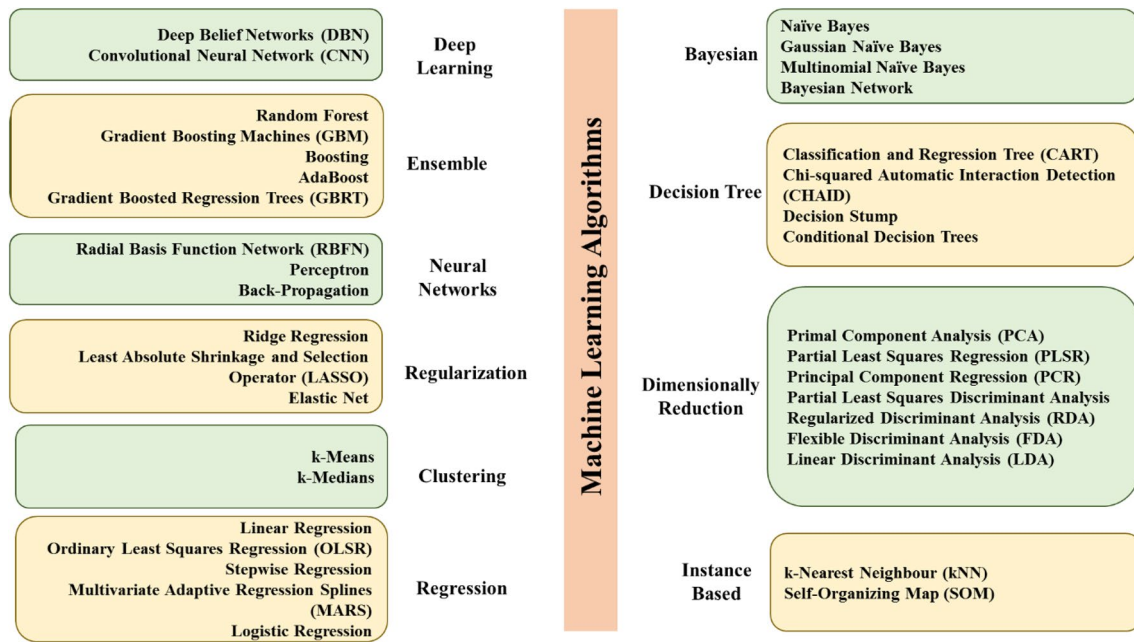 Deep Belief Networks (DBN)
Convolutional Neural Network (CNN)
Deep
Learning
Random Forest
Gradient Boosting Machines (GBM)
Boosting
AdaBoost
Gradient Boosted Regression Trees (GBRT)
Ensemble
Radial Basis Function Network (RBFN)
Perceptron
Back-Propagation
Neural
Networks
Ridge Regression
Least Absolute Shrinkage and Selection
Operator (LASSO)
Elastic Net
Regularization
k-Means
k-Medians
Clustering
Linear Regression
Ordinary Least Squares Regression (OLSR)
Stepwise Regression
Multivariate Adaptive Regression Splines
(MARS)
Logistic Regression
Regression
Machine Learning Algorithms
Bayesian
Naïve Bayes
Gaussian Naïve Bayes
Multinomial Naïve Bayes
Bayesian Network
Decision Tree
Classification and Regression Tree (CART)
Chi-squared Automatic Interaction Detection
(CHAID)
Decision Stump
Conditional Decision Trees
Dimensionally
Reduction
Primal Component Analysis (PCA)
Partial Least Squares Regression (PLSR)
Principal Component Regression (PCR)
Partial Least Squares Discriminant Analysis
Regularized Discriminant Analysis (RDA)
Flexible Discriminant Analysis (FDA)
Linear Discriminant Analysis (LDA)
Instance
Based
k-Nearest Neighbour (kNN)
Self-Organizing Map (SOM)